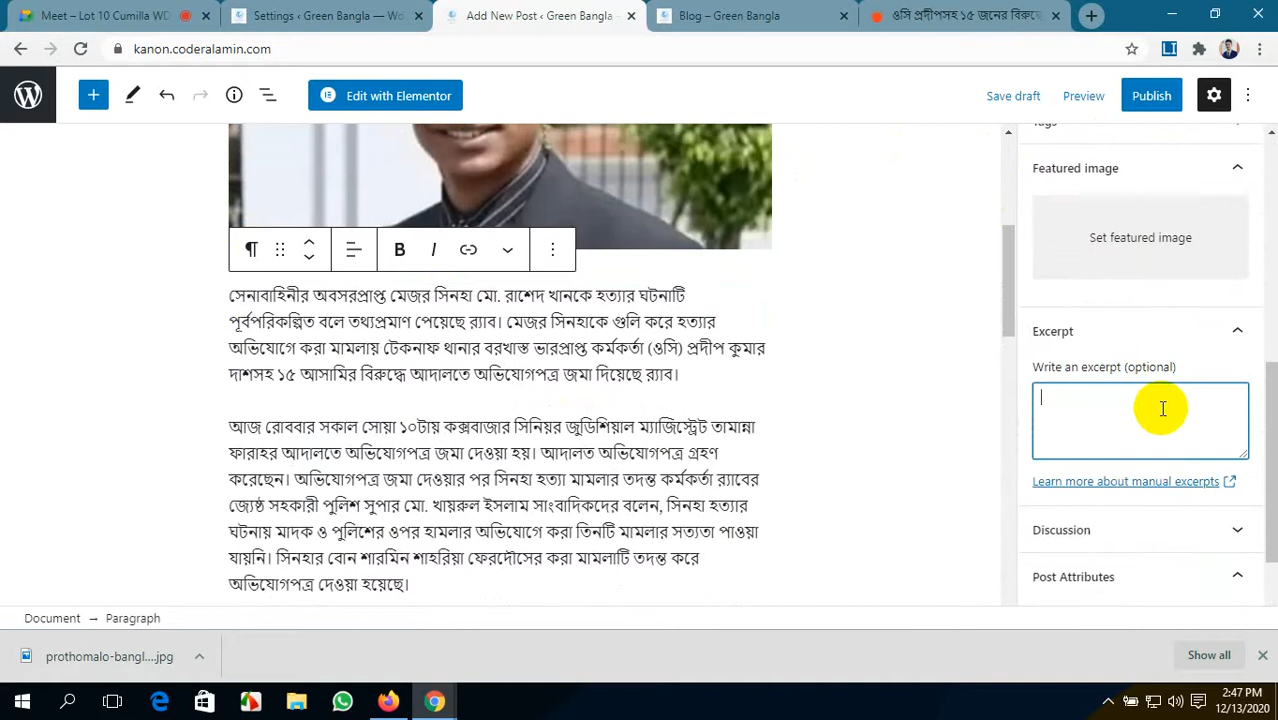 Meet – Lot 10 Cumilla WD
Settings ‹ Green Bangla — Wo
Add New Post ‹ Green Bangla –
Blog – Green Bangla
ওসি প্রদীপসহ ১৫ জনের বিরুদ্ধে
kanon.coderalamin.com
Edit with Elementor
Save draft
Preview
Publish
Tags
Featured image
Set featured image
Excerpt
Write an excerpt (optional)
Learn more about manual excerpts
Discussion
Post Attributes
সেনাবাহিনীর অবসরপ্রাপ্ত মেজর সিনহা মো. রাশেদ খানকে হত্যার ঘটনাটি
পূর্বপরিকল্পিত বলে তথ্যপ্রমাণ পেয়েছে র‍্যাব। মেজর সিনহাকে গুলি করে হত্যার
অভিযোগে করা মামলায় টেকনাফ থানার বরখাস্ত ভারপ্রাপ্ত কর্মকর্তা (ওসি) প্রদীপ কুমার
দাশসহ ১৫ আসামির বিরুদ্ধে আদালতে অভিযোগপত্র জমা দিয়েছে র‍্যাব।
আজ রোববার সকাল সোয়া ১০টায় কক্সবাজার সিনিয়র জুডিশিয়াল ম্যাজিস্ট্রেট তামান্না
ফারাহর আদালতে অভিযোগপত্র জমা দেওয়া হয়। আদালত অভিযোগপত্র গ্রহণ
করেছেন। অভিযোগপত্র জমা দেওয়ার পর সিনহা হত্যা মামলার তদন্ত কর্মকর্তা র‍্যাবের
জ্যেষ্ঠ সহকারী পুলিশ সুপার মো. খায়রুল ইসলাম সাংবাদিকদের বলেন, সিনহা হত্যার
ঘটনায় মাদক ও পুলিশের ওপর হামলার অভিযোগে করা তিনটি মামলার সত্যতা পাওয়া
যায়নি। সিনহার বোন শারমিন শাহরিয়া ফেরদৌসের করা মামলাটি তদন্ত করে
অভিযোগপত্র দেওয়া হয়েছে।
Document → Paragraph
prothomalo-bangl....jpg
Show all
2:47 PM
12/13/2020